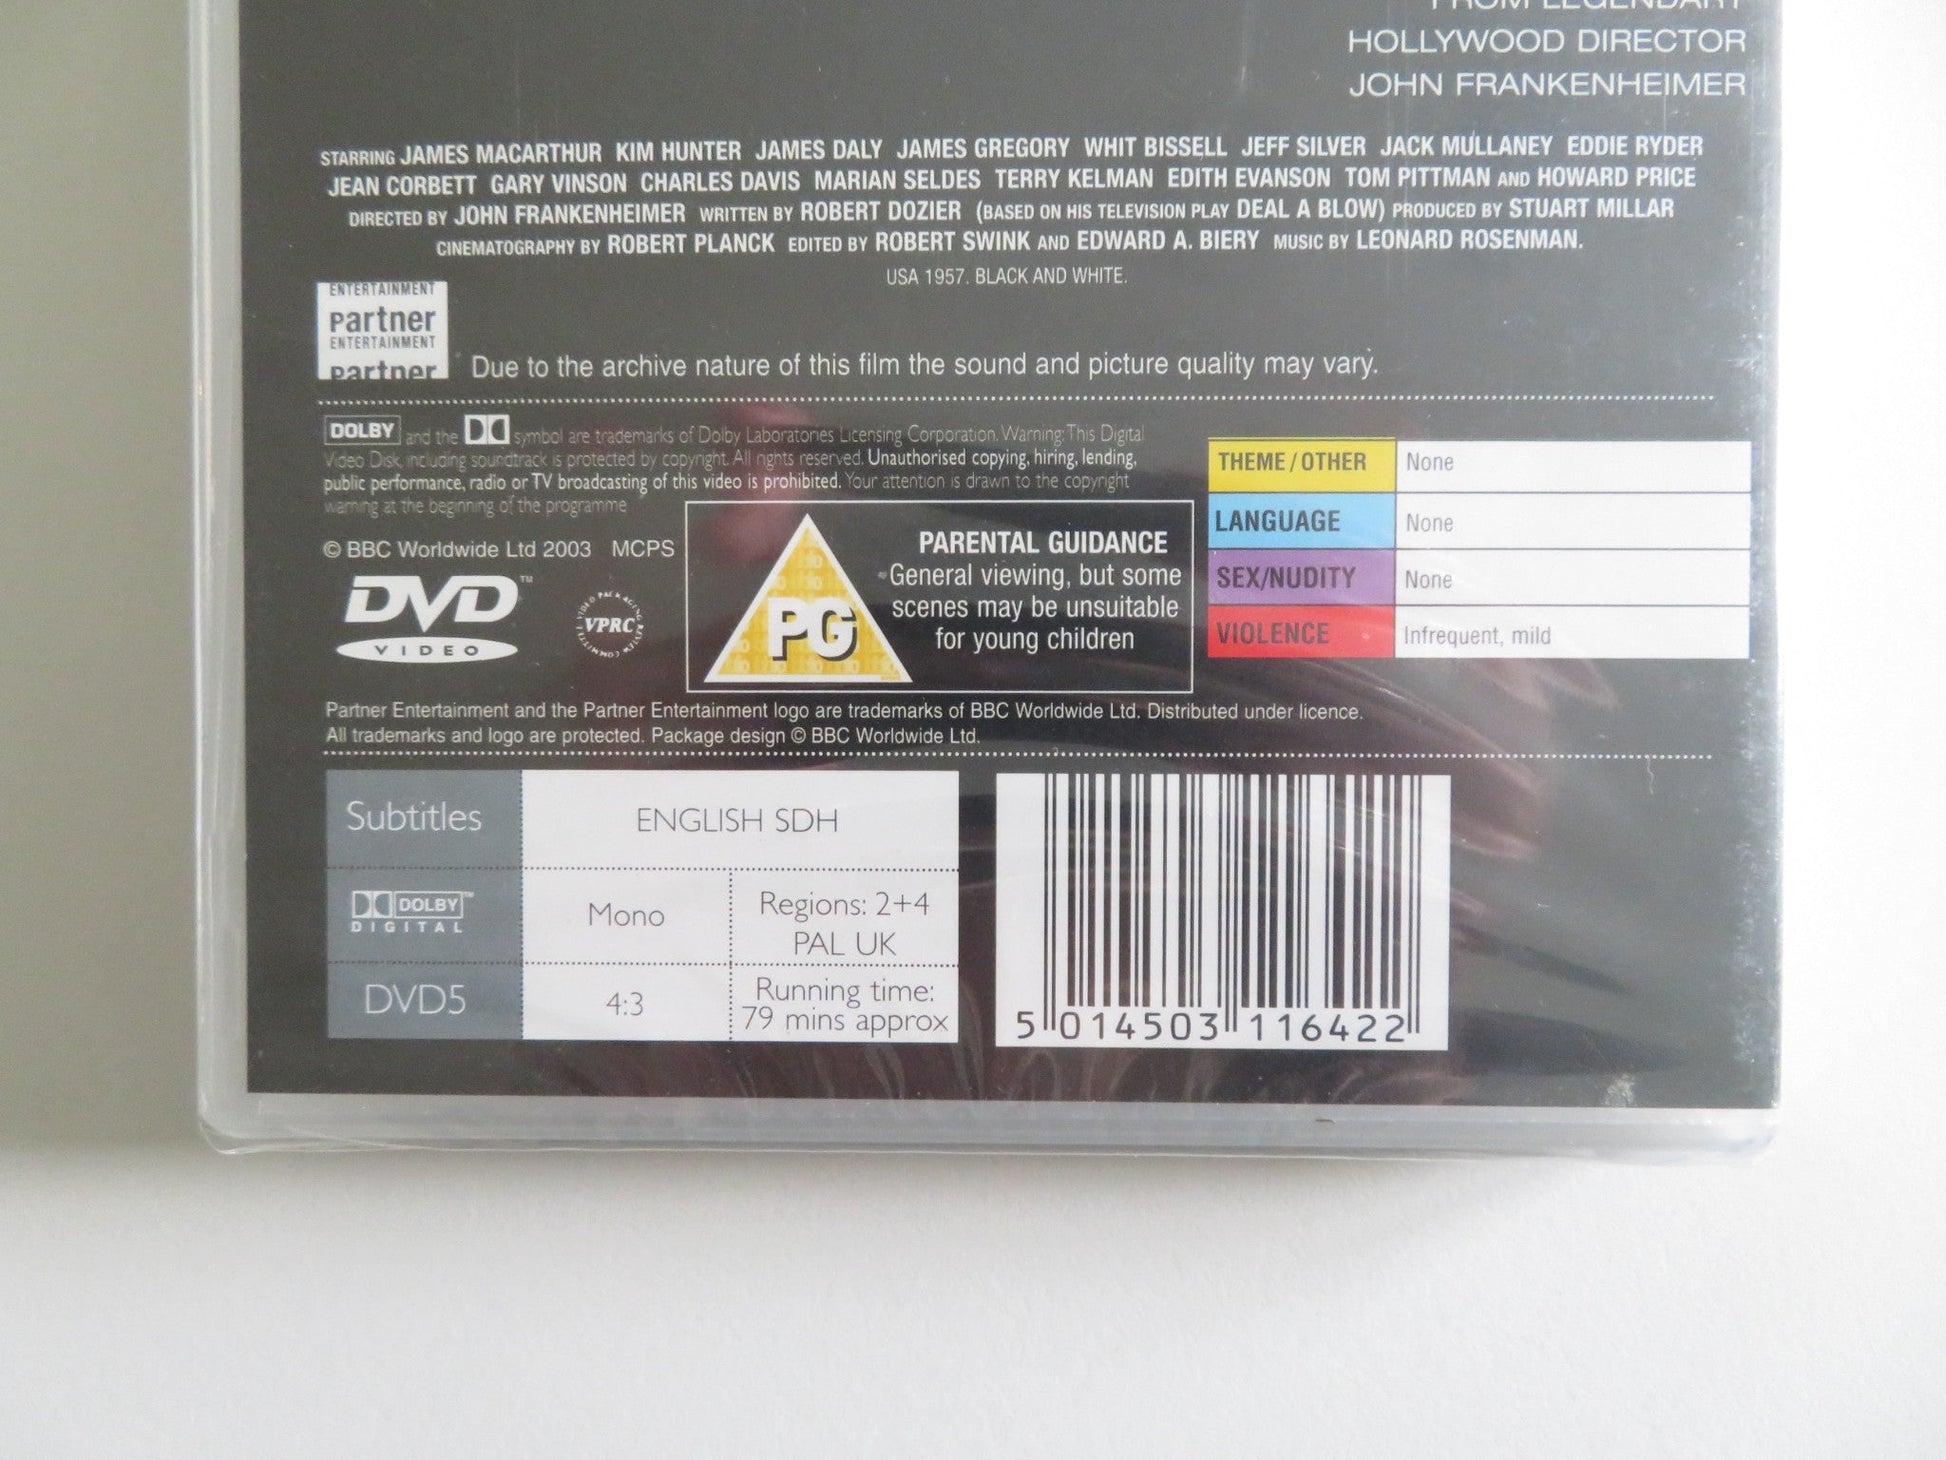 FROM LEGENDARY
HOLLYWOOD DIRECTOR
JOHN FRANKENHEIMER
STARRING JAMES MACARTHUR KIM HUNTER JAMES DALY JAMES GREGORY WHIT BISSELL JEFF SILVER JACK MULLANEY EDDIE RYDER
JEAN CORBETT GARY VINSON CHARLES DAVIS MARIAN SELDES TERRY KELMAN EDITH EVANSON TOM PITTMAN AND HOWARD PRICE
DIRECTED BY JOHN FRANKENHEIMER WRITTEN BY ROBERT DOZIER (BASED ON HIS TELEVISION PLAY DEAL A BLOW) PRODUCED BY STUART MILLAR
CINEMATOGRAPHY BY ROBERT PLANCK EDITED BY ROBERT SWINK AND EDWARD A. BIERY MUSIC BY LEONARD ROSENMAN.
USA 1957. BLACK AND WHITE.
ENTERTAINMENT
partner
ENTERTAINMENT
partner
Due to the archive nature of this film the sound and picture quality may vary.
DOLBY and the symbol are trademarks of Dolby Laboratories Licensing Corporation. Warning: This Digital
Video Disk, including soundtrack is protected by copyright. All rights reserved. Unauthorised copying, hiring, lending,
public performance, radio or TV broadcasting of this video is prohibited. Your attention is drawn to the copyright
warning at the beginning of the programme
© BBC Worldwide Ltd 2003 MCPS
DVD™
VIDEO
VIDEO PACKAGING REVIEW COMMITTEE
VPRC
PG
PARENTAL GUIDANCE
General viewing, but some
scenes may be unsuitable
for young children
THEME/OTHER None
LANGUAGE None
SEX/NUDITY None
VIOLENCE Infrequent, mild
Partner Entertainment and the Partner Entertainment logo are trademarks of BBC Worldwide Ltd. Distributed under licence.
All trademarks and logo are protected. Package design © BBC Worldwide Ltd.
Subtitles ENGLISH SDH
DOLBY™
DIGITAL
Mono
Regions: 2+4
PAL UK
DVD5
4:3
Running time:
79 mins approx
5 014503 116422